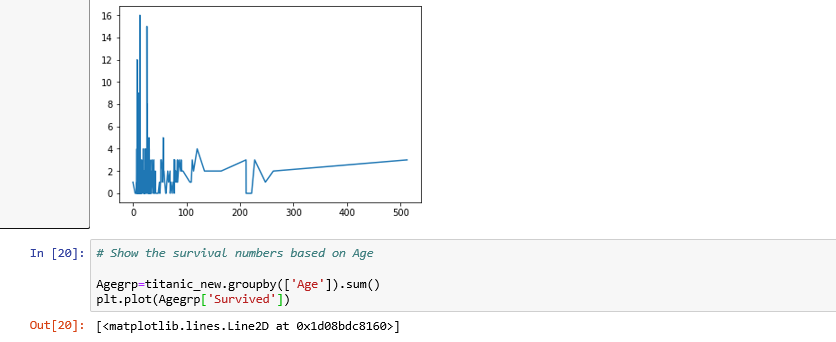 16
14
12
10
8
6
4
2
0
0 100 200 300 400 500
In [20]: # Show the survival numbers based on Age
Agegrp=titanic_new.groupby(['Age']).sum()
plt.plot(Agegrp['Survived'])
Out[20]: [<matplotlib.lines.Line2D at 0x1d08bdc8160>]